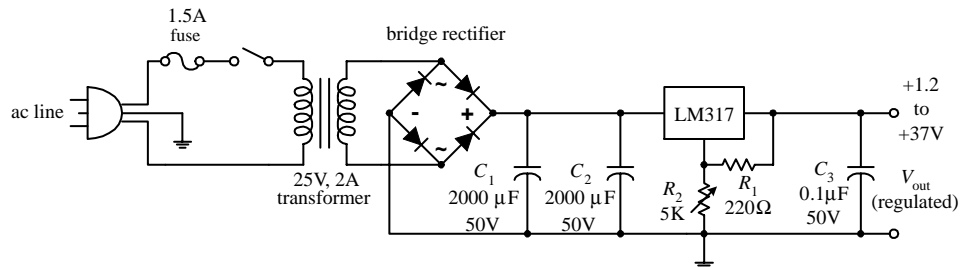 1.5A
fuse
bridge rectifier
ac line
~
-
+
~
LM317
+1.2
to
+37V
25V, 2A
transformer
C1
2000 µF
50V
C2
2000 µF
50V
R2
5K
R1
220Ω
C3
0.1µF
50V
Vout
(regulated)